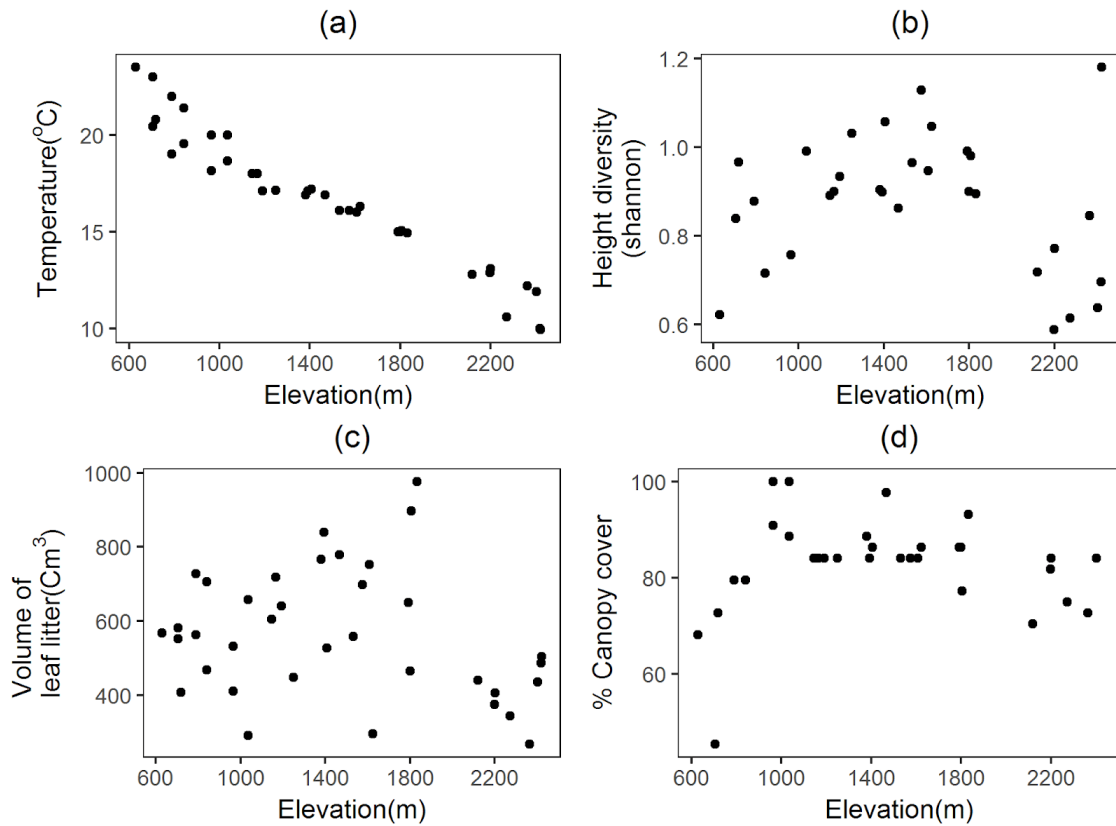 (a)
Temperature(°C)
20
15
10
600 1000 1400 1800 2200
Elevation(m)
(b)
Height diversity
(shannon)
1.2
1.0
0.8
0.6
600 1000 1400 1800 2200
Elevation(m)
(c)
Volume of
leaf litter(Cm³)
1000
800
600
400
600 1000 1400 1800 2200
Elevation(m)
(d)
% Canopy cover
100
80
60
600 1000 1400 1800 2200
Elevation(m)